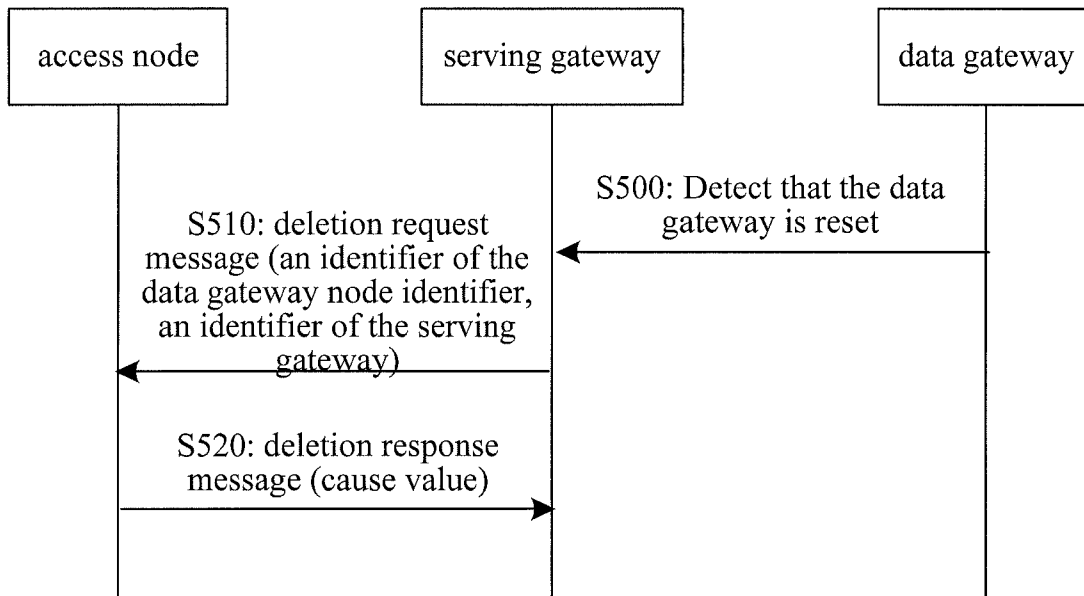 access node
serving gateway
data gateway
S500: Detect that the data
gateway is reset
S510: deletion request
message (an identifier of the
data gateway node identifier,
an identifier of the serving
gateway)
S520: deletion response
message (cause value)